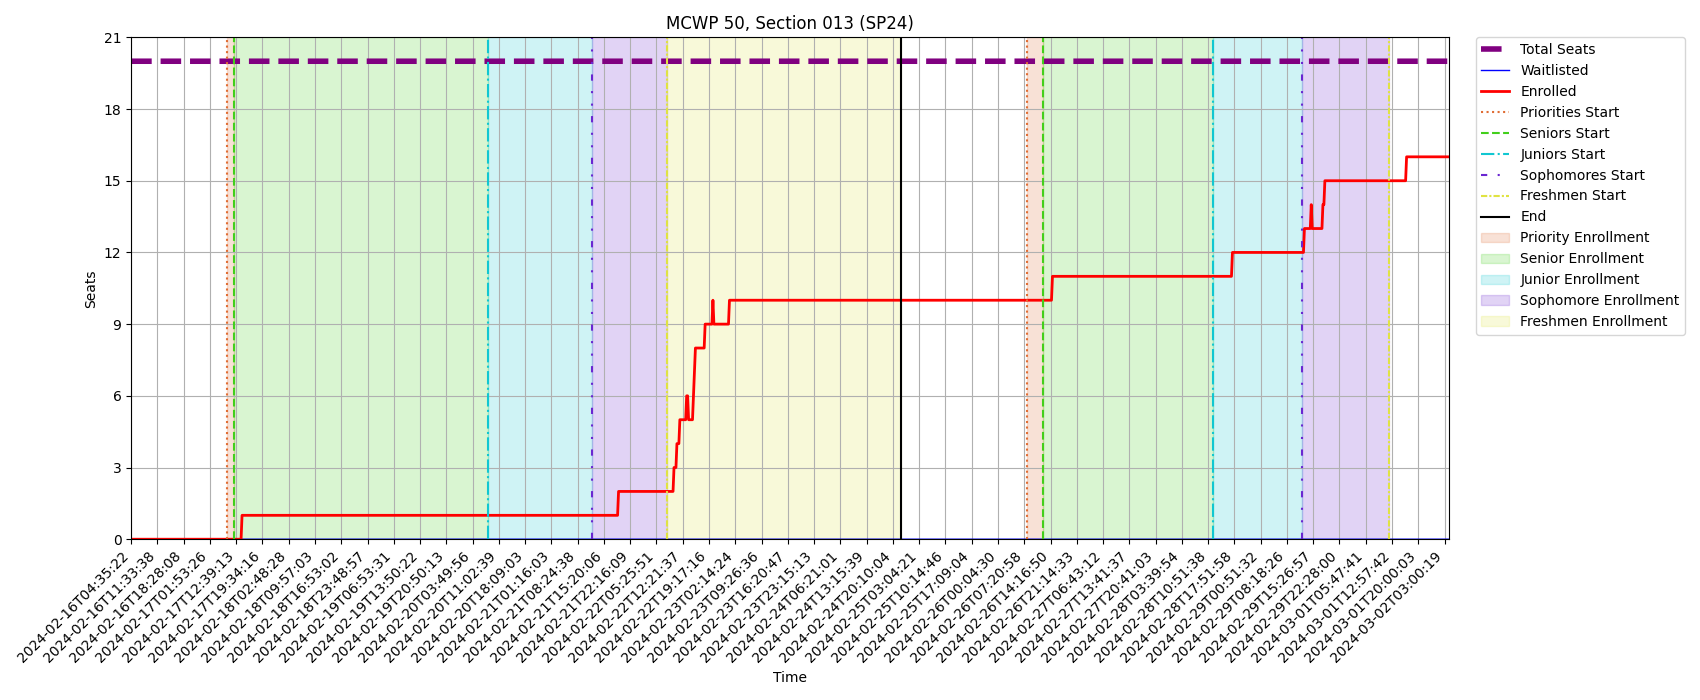 MCWP 50, Section 013 (SP24)
21
18
15
12
9
6
3
0
Seats
2024-02-16T04:35:22
2024-02-16T11:33:38
2024-02-16T18:28:08
2024-02-17T01:53:26
2024-02-17T12:39:13
2024-02-17T19:34:16
2024-02-18T02:48:28
2024-02-18T09:57:03
2024-02-18T16:53:02
2024-02-18T23:48:57
2024-02-19T06:53:31
2024-02-19T13:50:22
2024-02-19T20:50:13
2024-02-20T03:49:56
2024-02-20T11:02:39
2024-02-20T18:09:03
2024-02-21T01:16:03
2024-02-21T08:24:38
2024-02-21T15:20:06
2024-02-21T22:16:09
2024-02-22T05:25:51
2024-02-22T12:21:37
2024-02-22T19:17:16
2024-02-23T02:14:24
2024-02-23T09:26:36
2024-02-23T16:20:47
2024-02-23T23:15:13
2024-02-24T06:21:01
2024-02-24T13:15:39
2024-02-24T20:10:04
2024-02-25T03:04:21
2024-02-25T10:14:46
2024-02-25T17:09:04
2024-02-26T00:04:30
2024-02-26T07:20:58
2024-02-26T14:16:50
2024-02-26T21:14:33
2024-02-27T06:43:12
2024-02-27T13:41:37
2024-02-27T20:41:03
2024-02-28T03:39:54
2024-02-28T10:51:38
2024-02-28T17:51:58
2024-02-29T00:51:32
2024-02-29T08:18:26
2024-02-29T15:26:57
2024-02-29T22:28:00
2024-03-01T05:47:41
2024-03-01T12:57:42
2024-03-01T20:00:03
2024-03-02T03:00:19
Time
Total Seats
Waitlisted
Enrolled
Priorities Start
Seniors Start
Juniors Start
Sophomores Start
Freshmen Start
End
Priority Enrollment
Senior Enrollment
Junior Enrollment
Sophomore Enrollment
Freshmen Enrollment